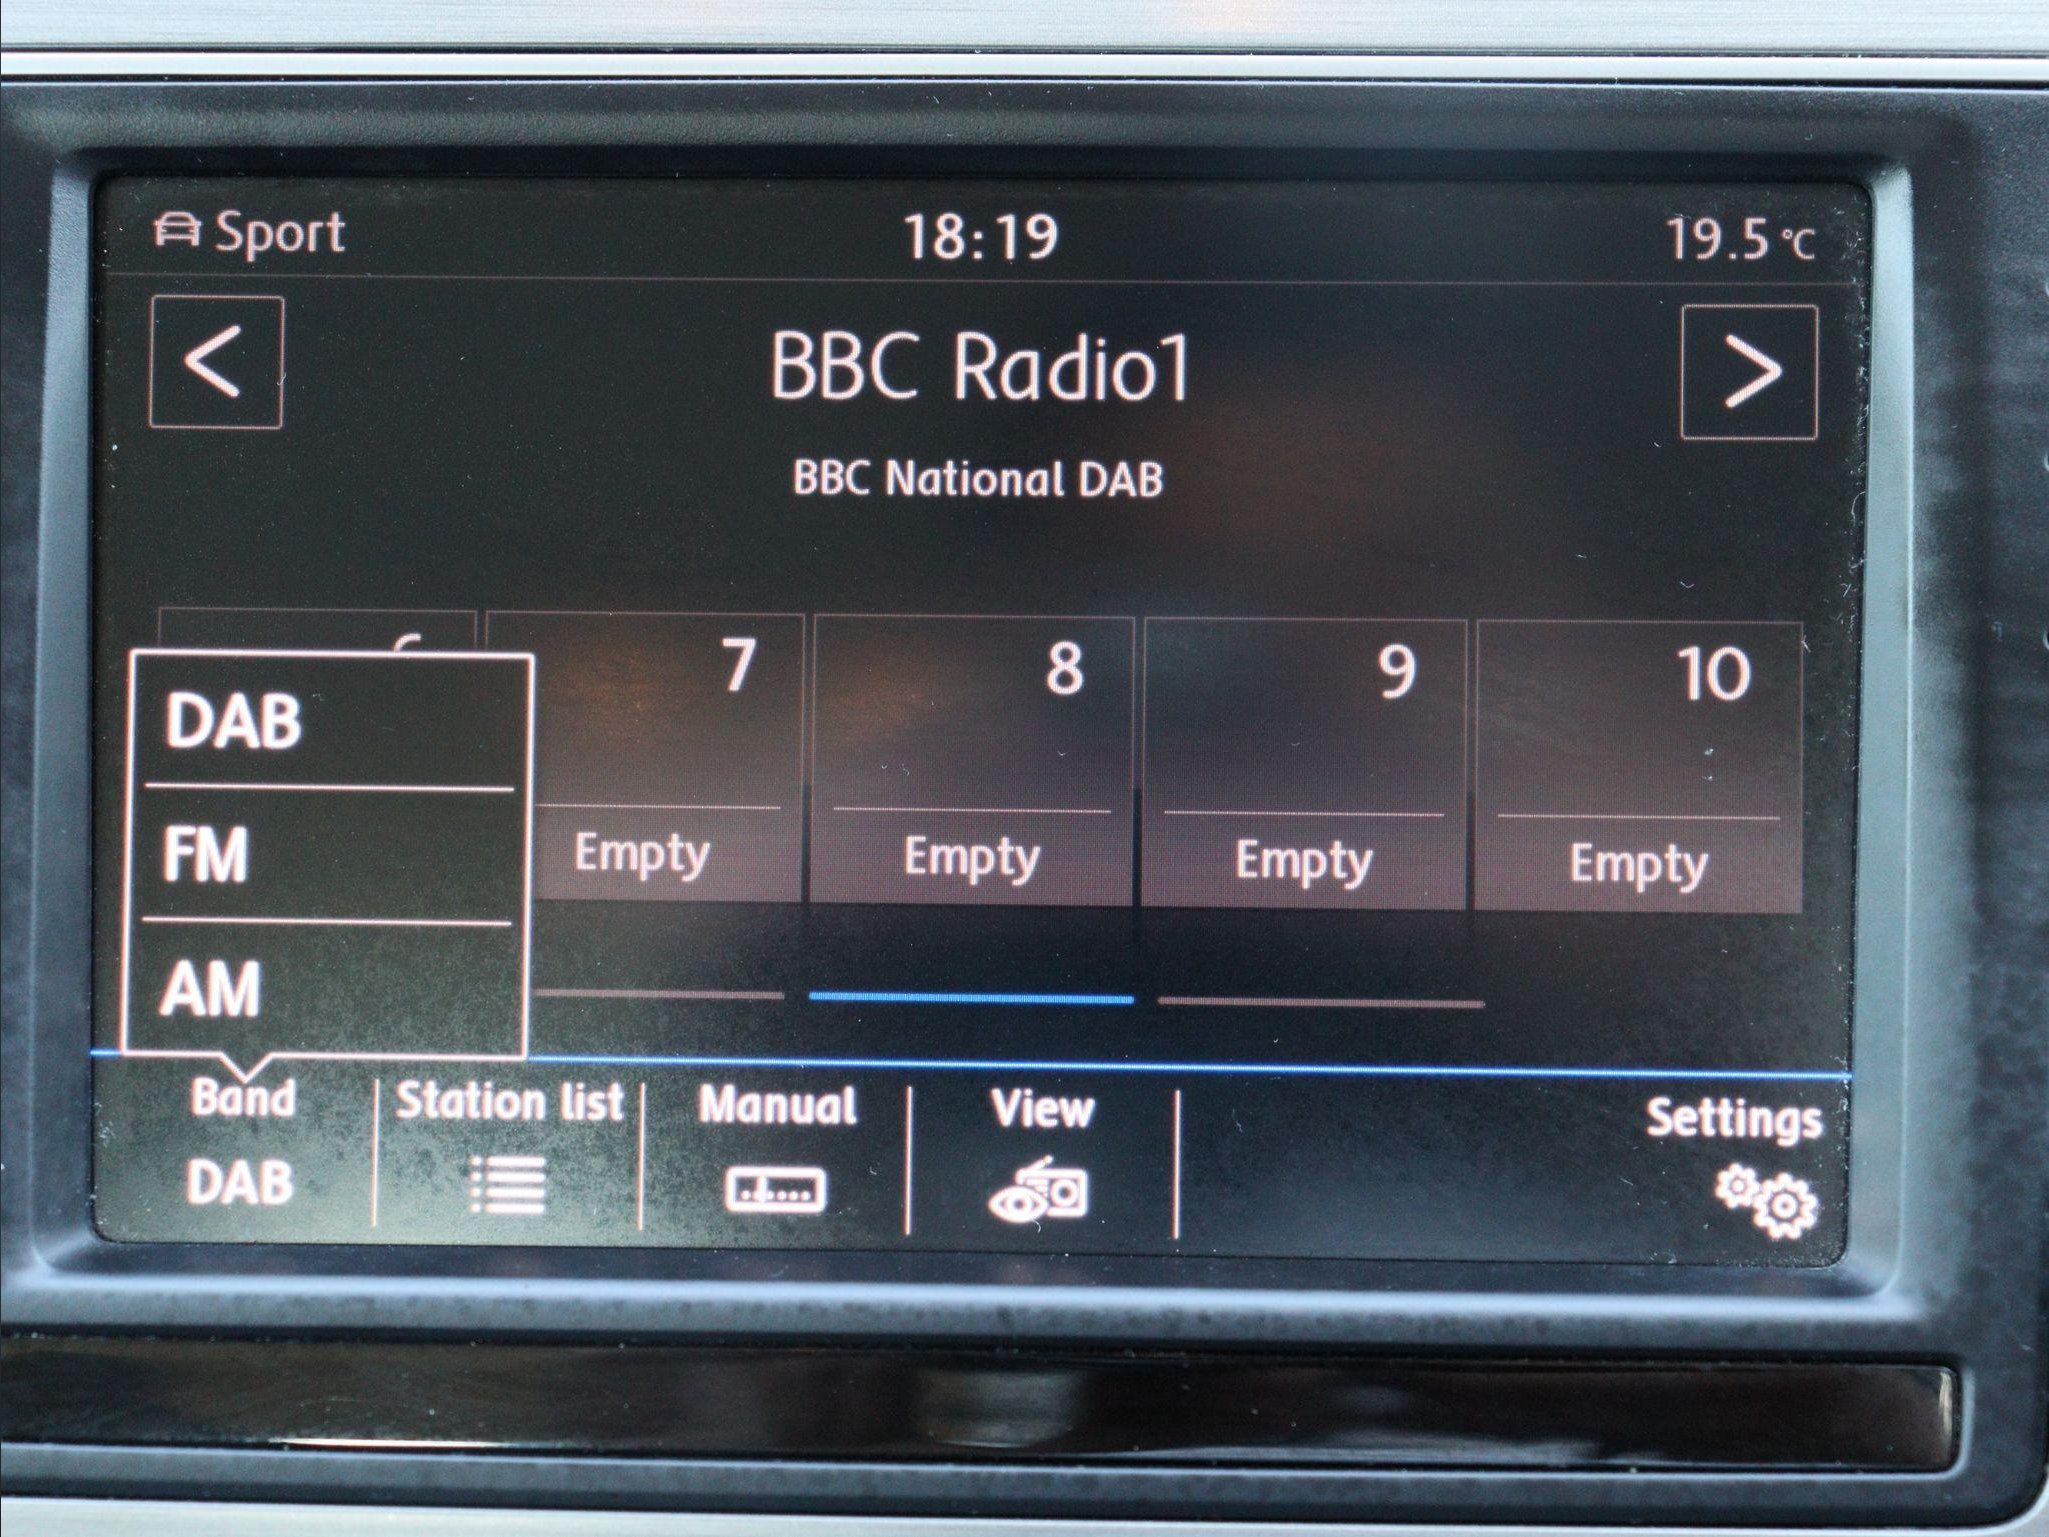 Sport 18:19 19.5 °C
< >
BBC Radio1
BBC National DAB
7 8 9 10
DAB
FM
Empty Empty Empty Empty
AM
Band Station list Manual View Settings
DAB